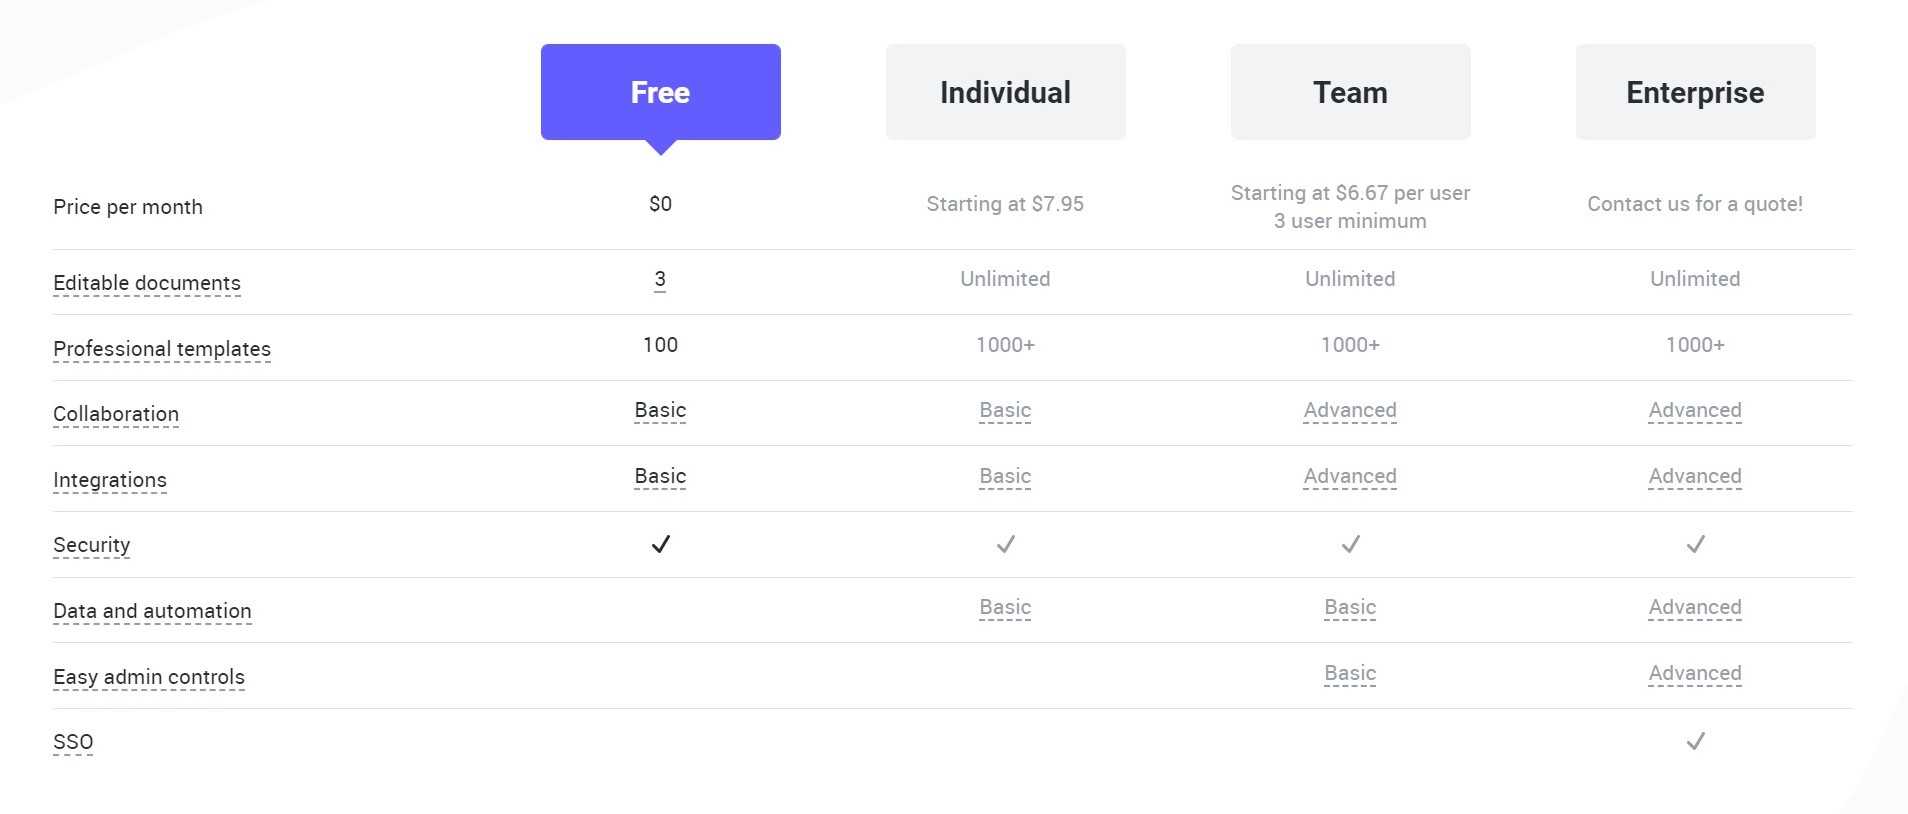 Free Individual Team Enterprise
Price per month $0 Starting at $7.95 Starting at $6.67 per user
3 user minimum Contact us for a quote!
Editable documents 3 Unlimited Unlimited Unlimited
Professional templates 100 1000+ 1000+ 1000+
Collaboration Basic Basic Advanced Advanced
Integrations Basic Basic Advanced Advanced
Security
Data and automation Basic Basic Advanced
Easy admin controls Basic Advanced
SSO